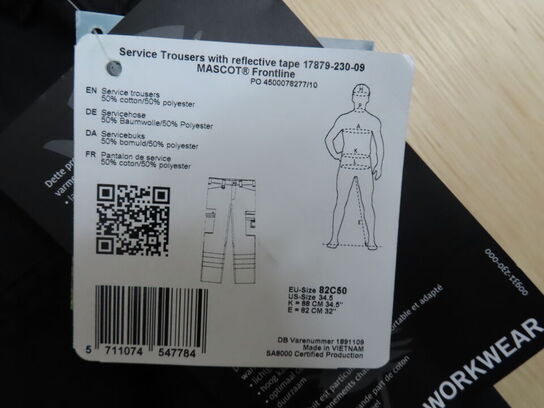 Service Trousers with reflective tape 17879-230-09
MASCOT® Frontline
PO 4500078277/10
EN Service trousers
50% cotton/50% polyester
DE Servicehose
50% Baumwolle/50% Polyester
DA Servicebuks
50% bomuld/50% polyester
FR Pantalon de service
50% coton/50% polyester
H
P
A
K
E
EU-Size 82C50
US-Size 34.5
K = 88 CM 34.5"
E = 82 CM 32"
DB Varenummer 1891109
Made in VIETNAM
SA8000 Certified Production
5 711074 547784
Dette
WORKWEAR